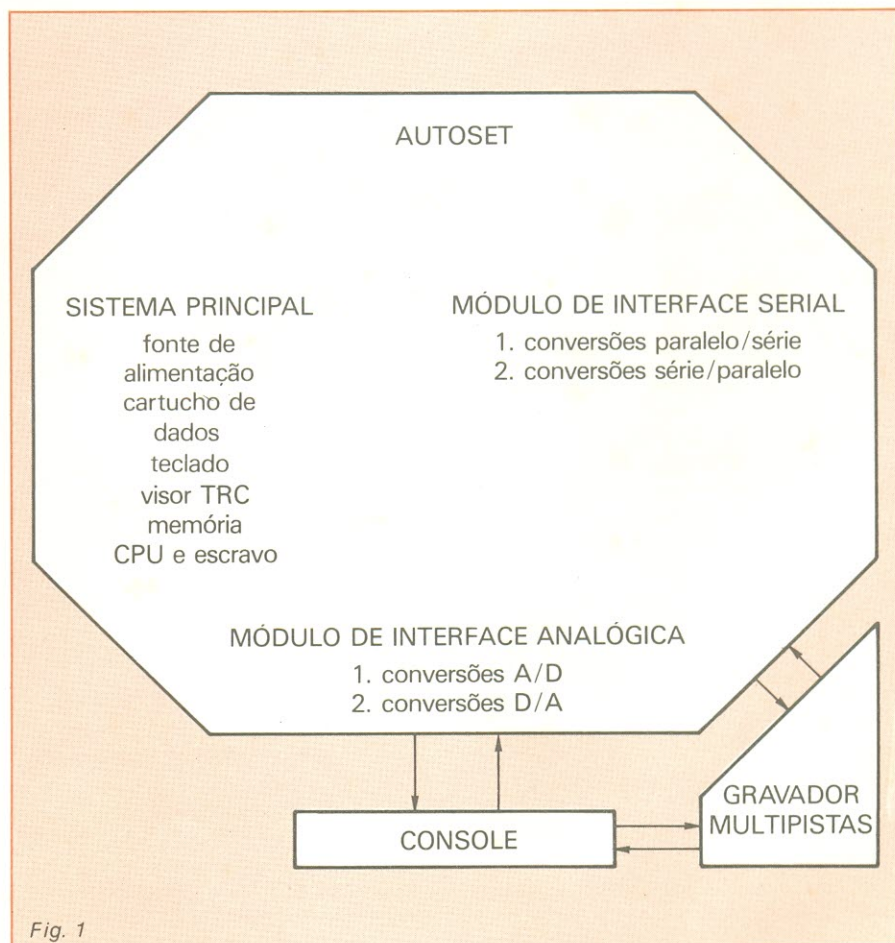 AUTOSET
SISTEMA PRINCIPAL
fonte de
alimentação
cartucho de
dados
teclado
visor TRC
memória
CPU e escravo
MÓDULO DE INTERFACE SERIAL
1. conversões paralelo/série
2. conversões série/paralelo
MÓDULO DE INTERFACE ANALÓGICA
1. conversões A/D
2. conversões D/A
CONSOLE
GRAVADOR
MULTIPISTAS
Fig. 1